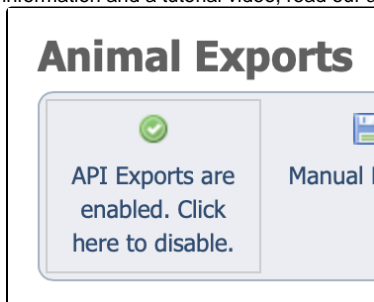 Animal Exports
API Exports are
enabled. Click
here to disable.
Manual